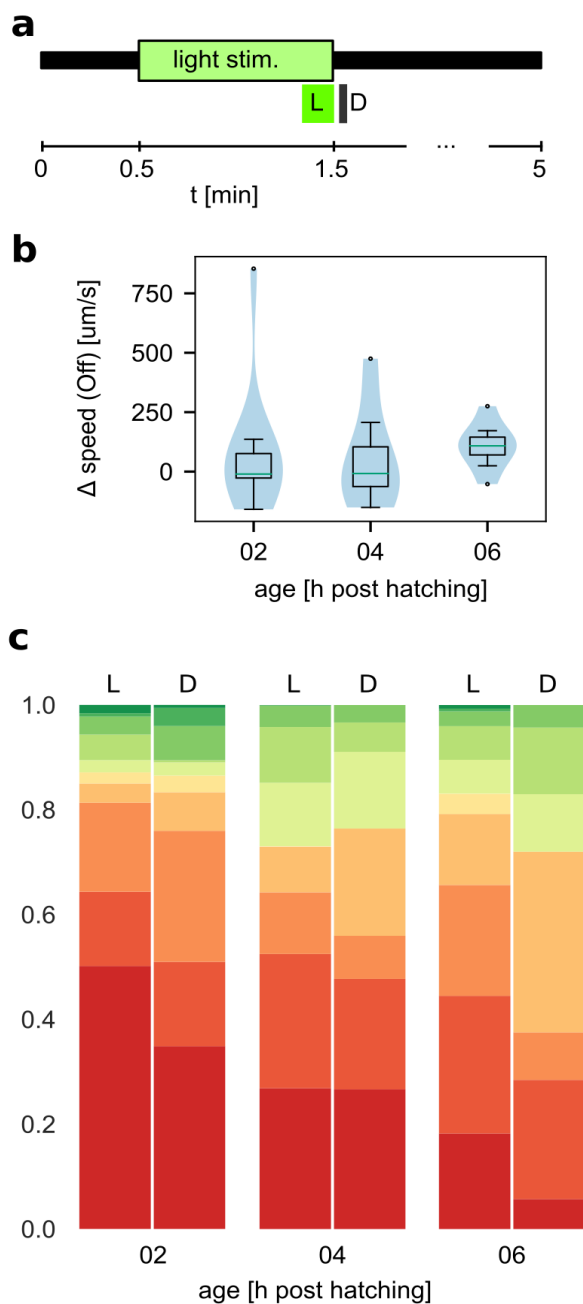 a
light stim.
L D
0 0.5 1.5 ... 5
t [min]
b
Δ speed (Off) [um/s]
750
500
250
0
02 04 06
age [h post hatching]
c
L D L D L D
1.0
0.8
0.6
0.4
0.2
0.0
02 04 06
age [h post hatching]